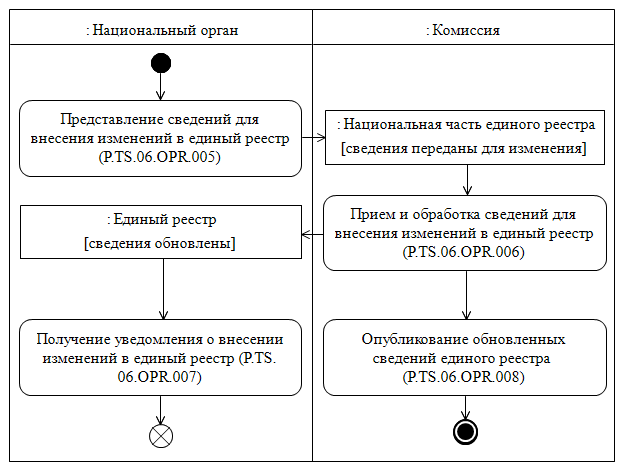 : Национальный орган
: Комиссия
Представление сведений для
внесения изменений в единый реестр
(P.TS.06.OPR.005)
: Национальная часть единого реестра
[сведения переданы для изменения]
: Единый реестр
[сведения обновлены]
Прием и обработка сведений для
внесения изменений в единый реестр
(P.TS.06.OPR.006)
Получение уведомления о внесении
изменений в единый реестр (P.TS.
06.OPR.007)
Опубликование обновленных
сведений единого реестра
(P.TS.06.OPR.008)